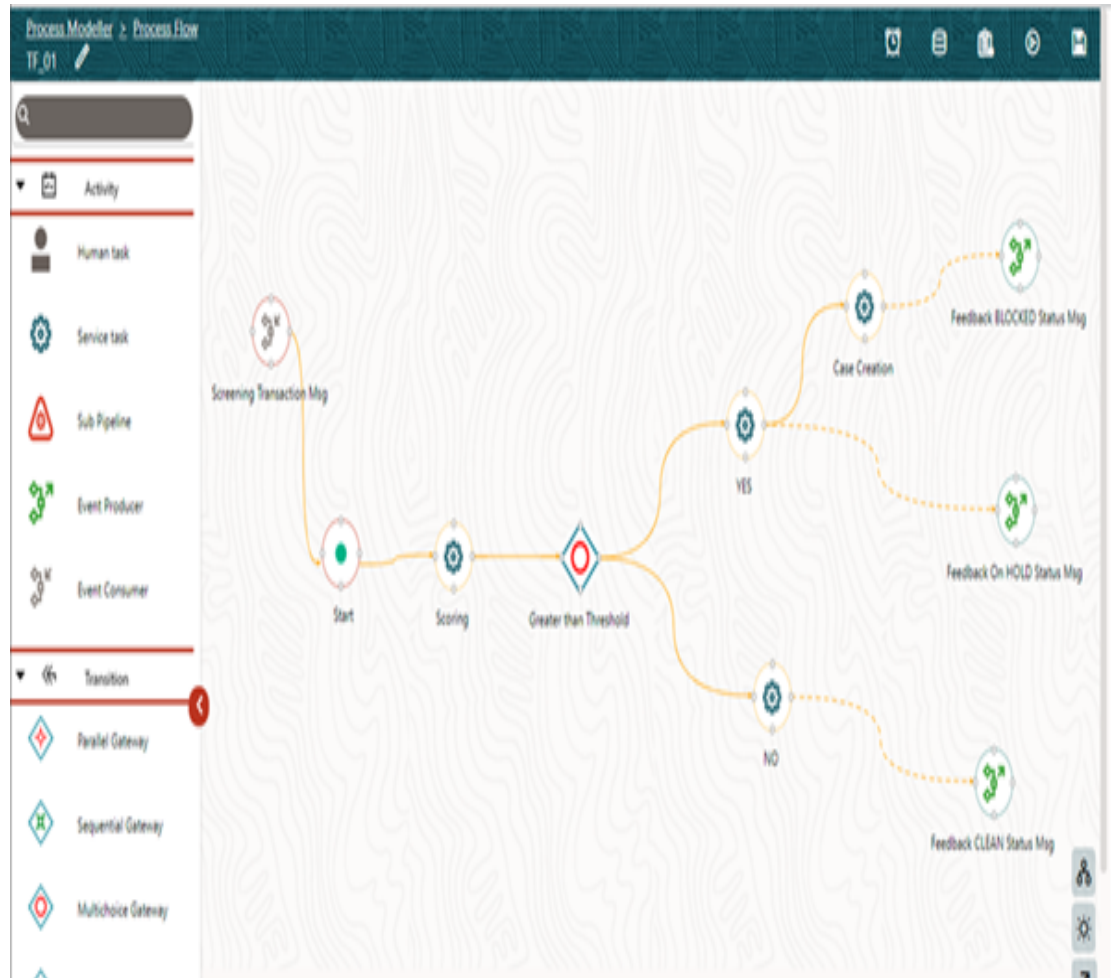 Process Modeller > Process Flow
TF_01
Activity
Human task
Service task
Sub Pipeline
Event Producer
Event Consumer
Transition
Parallel Gateway
Sequential Gateway
Multichoice Gateway
Screening Transaction Msg
Start
Scoring
Greater than Threshold
YES
NO
Case Creation
Feedback BLOCKED Status Msg
Feedback On HOLD Status Msg
Feedback CLEAN Status Msg